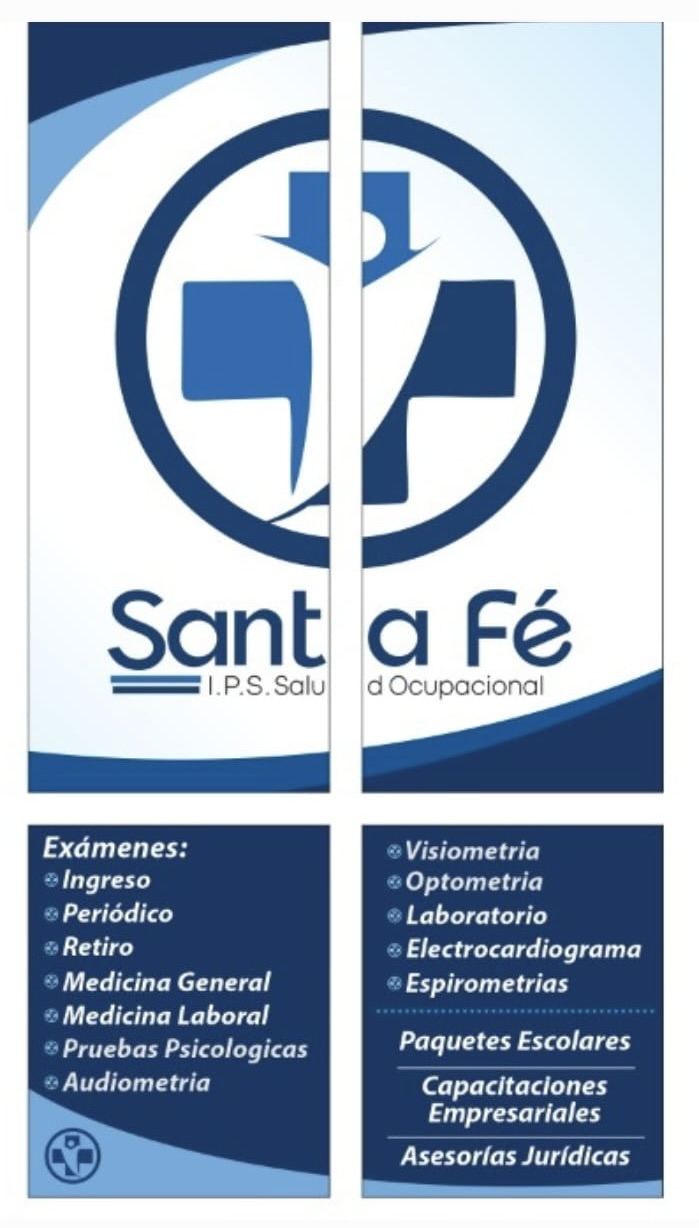 Santa Fé
I.P.S. Salud Ocupacional
Exámenes:
Ingreso
Periódico
Retiro
Medicina General
Medicina Laboral
Pruebas Psicologicas
Audiometria
Visiometria
Optometria
Laboratorio
Electrocardiograma
Espirometrias
Paquetes Escolares
Capacitaciones
Empresariales
Asesorías Jurídicas